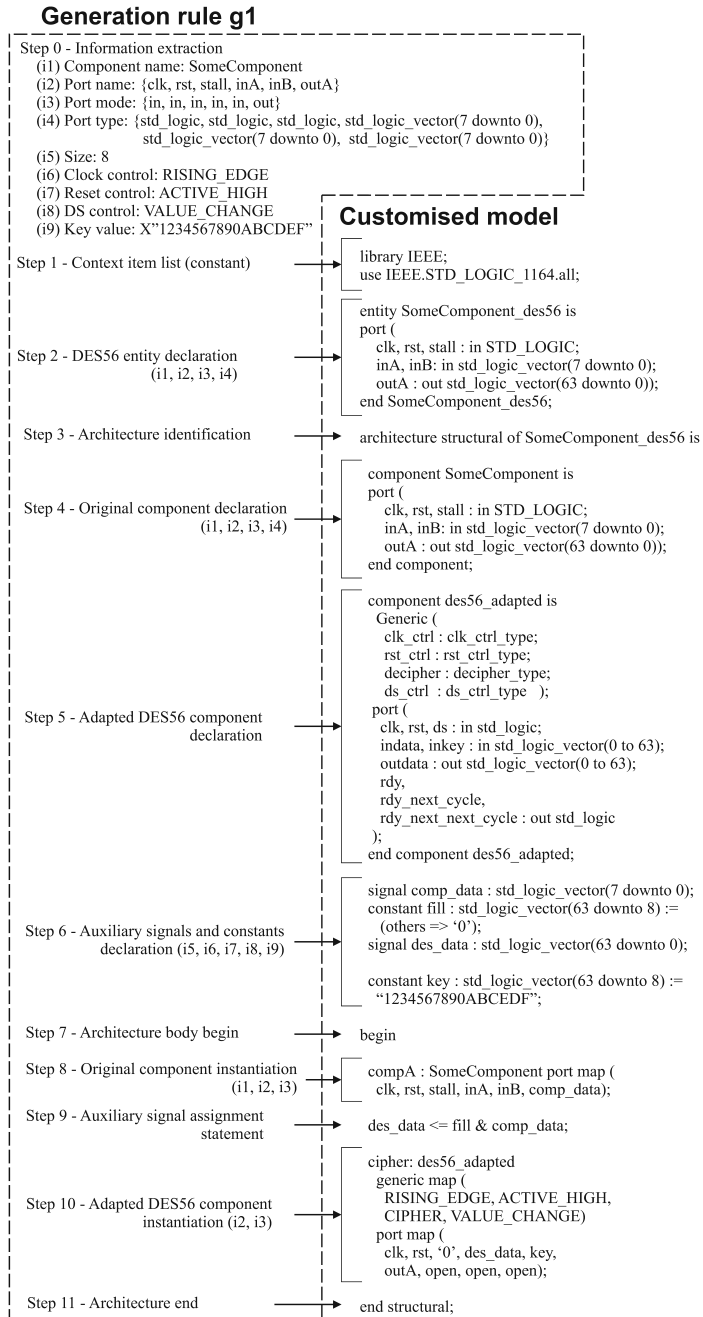 Generation rule g1
Step 0 - Information extraction
(i1) Component name: SomeComponent
(i2) Port name: {clk, rst, stall, inA, inB, outA}
(i3) Port mode: {in, in, in, in, in, out}
(i4) Port type: {std_logic, std_logic, std_logic, std_logic_vector(7 downto 0),
std_logic_vector(7 downto 0), std_logic_vector(7 downto 0)}
(i5) Size: 8
(i6) Clock control: RISING_EDGE
(i7) Reset control: ACTIVE_HIGH
(i8) DS control: VALUE_CHANGE
(i9) Key value: X”1234567890ABCDEF”
Customised model
Step 1 - Context item list (constant)
library IEEE;
use IEEE.STD_LOGIC_1164.all;
Step 2 - DES56 entity declaration
(i1, i2, i3, i4)
entity SomeComponent_des56 is
port (
clk, rst, stall : in STD_LOGIC;
inA, inB: in std_logic_vector(7 downto 0);
outA : out std_logic_vector(63 downto 0));
end SomeComponent_des56;
Step 3 - Architecture identification
architecture structural of SomeComponent_des56 is
Step 4 - Original component declaration
(i1, i2, i3, i4)
component SomeComponent is
port (
clk, rst, stall : in STD_LOGIC;
inA, inB: in std_logic_vector(7 downto 0);
outA : out std_logic_vector(63 downto 0));
end component;
Step 5 - Adapted DES56 component
declaration
component des56_adapted is
Generic (
clk_ctrl : clk_ctrl_type;
rst_ctrl : rst_ctrl_type;
decipher : decipher_type;
ds_ctrl : ds_ctrl_type );
port (
clk, rst, ds : in std_logic;
indata, inkey : in std_logic_vector(0 to 63);
outdata : out std_logic_vector(0 to 63);
rdy,
rdy_next_cycle,
rdy_next_next_cycle : out std_logic
);
end component des56_adapted;
Step 6 - Auxiliary signals and constants
declaration (i5, i6, i7, i8, i9)
signal comp_data : std_logic_vector(7 downto 0);
constant fill : std_logic_vector(63 downto 8) :=
(others => ‘0’);
signal des_data : std_logic_vector(63 downto 0);
constant key : std_logic_vector(63 downto 8) :=
“1234567890ABCEDF”;
Step 7 - Architecture body begin
begin
Step 8 - Original component instantiation
(i1, i2, i3)
compA : SomeComponent port map (
clk, rst, stall, inA, inB, comp_data);
Step 9 - Auxiliary signal assignment
statement
des_data <= fill & comp_data;
Step 10 - Adapted DES56 component
instantiation (i2, i3)
cipher: des56_adapted
generic map (
RISING_EDGE, ACTIVE_HIGH,
CIPHER, VALUE_CHANGE)
port map (
clk, rst, ‘0’, des_data, key,
outA, open, open, open);
Step 11 - Architecture end
end structural;